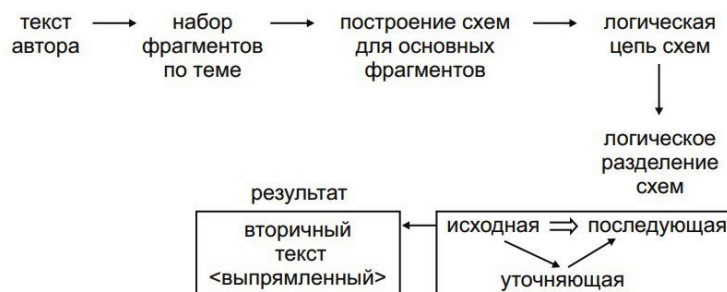 текст
автора
набор
фрагментов
по теме
построение схем
для основных
фрагментов
логическая
цепь схем
логическое
разделение
схем
результат
вторичный
текст
<выпрямленный>
исходная
последующая
уточняющая